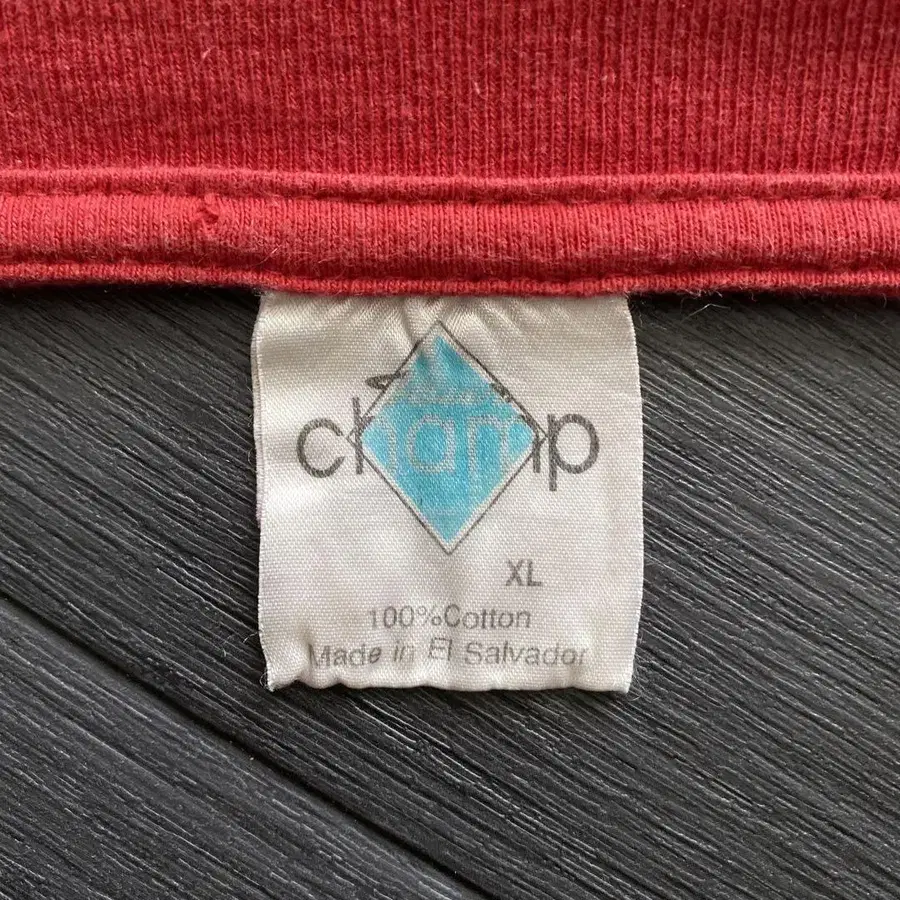 champ
XL
100%Cotton
Made in El Salvador